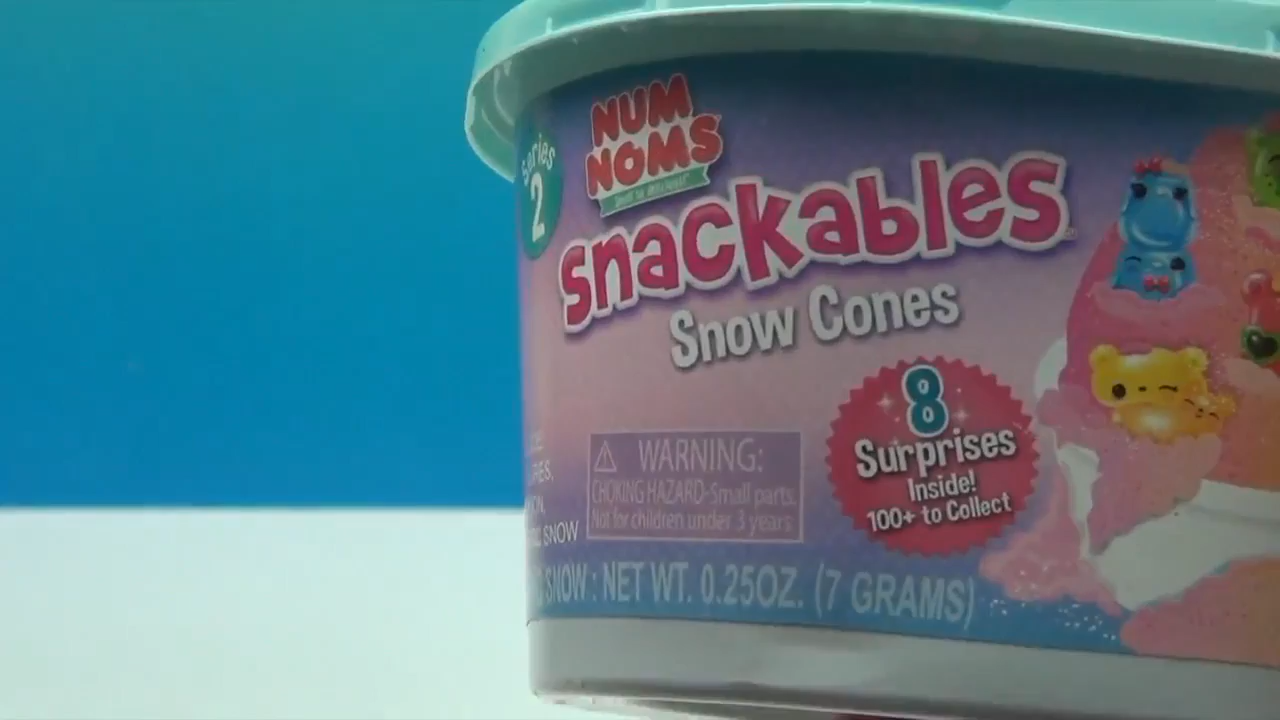 Series
2
NUM
NOMS
snackables
Snow Cones
8
Surprises
Inside!
100+ to Collect
WARNING:
CHOKING HAZARD-Small parts.
Not for children under 3 years.
SNOW
SNOW : NET WT. 0.25OZ. (7 GRAMS)